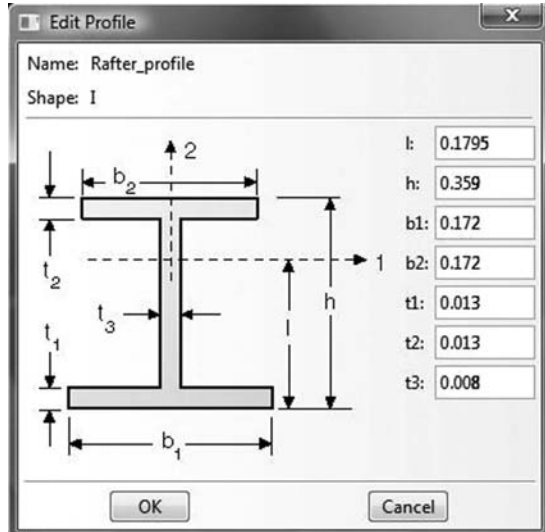 Edit Profile
x
Name: Rafter_profile
Shape: I
2
b2
t2
1
t3
l
h
t1
b1
l: 0.1795
h: 0.359
b1: 0.172
b2: 0.172
t1: 0.013
t2: 0.013
t3: 0.008
OK
Cancel